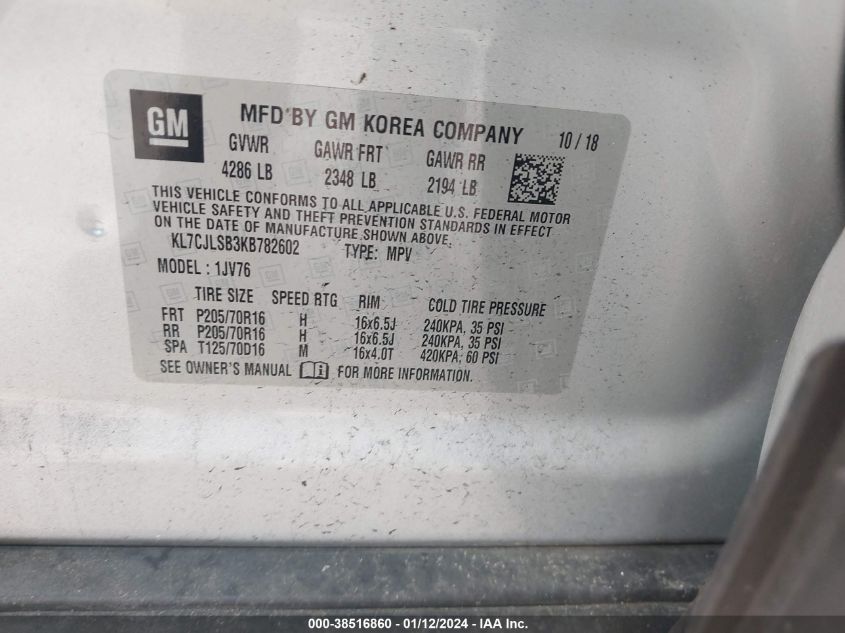 GM
MFD BY GM KOREA COMPANY 10/18
GVWR GAWR FRT GAWR RR
4286 LB 2348 LB 2194 LB
THIS VEHICLE CONFORMS TO ALL APPLICABLE U.S. FEDERAL MOTOR
VEHICLE SAFETY AND THEFT PREVENTION STANDARDS IN EFFECT
ON THE DATE OF MANUFACTURE SHOWN ABOVE.
KL7CJLSB3KB782602 TYPE: MPV
MODEL: 1JV76
TIRE SIZE SPEED RTG RIM COLD TIRE PRESSURE
FRT P205/70R16 H 16x6.5J 240KPA, 35 PSI
RR P205/70R16 H 16x6.5J 240KPA, 35 PSI
SPA T125/70D16 M 16x4.0T 420KPA, 60 PSI
SEE OWNER'S MANUAL FOR MORE INFORMATION.
000-38516860 - 01/12/2024 - IAA Inc.